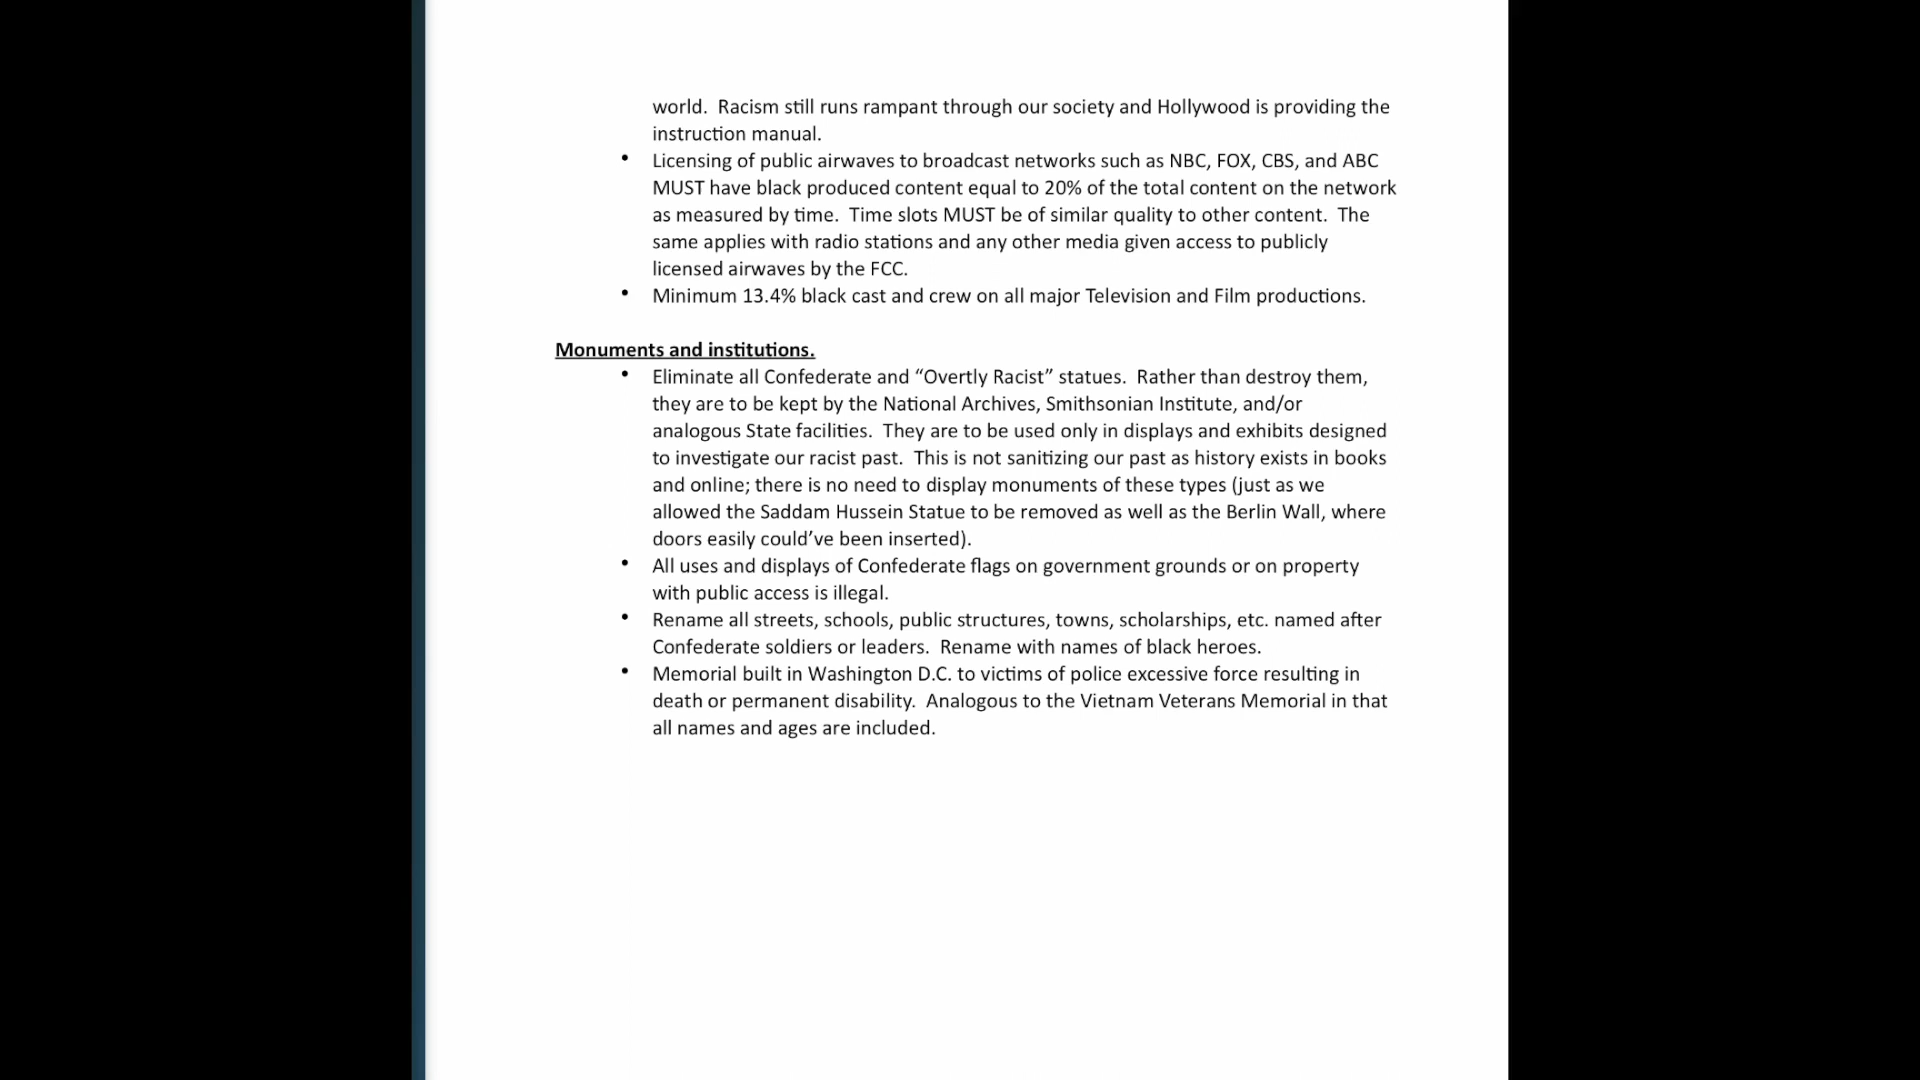 world.  Racism still runs rampant through our society and Hollywood is providing the
instruction manual.
• Licensing of public airwaves to broadcast networks such as NBC, FOX, CBS, and ABC
MUST have black produced content equal to 20% of the total content on the network
as measured by time.  Time slots MUST be of similar quality to other content.  The
same applies with radio stations and any other media given access to publicly
licensed airwaves by the FCC.
• Minimum 13.4% black cast and crew on all major Television and Film productions.
Monuments and institutions.
• Eliminate all Confederate and “Overtly Racist” statues.  Rather than destroy them,
they are to be kept by the National Archives, Smithsonian Institute, and/or
analogous State facilities.  They are to be used only in displays and exhibits designed
to investigate our racist past.  This is not sanitizing our past as history exists in books
and online; there is no need to display monuments of these types (just as we
allowed the Saddam Hussein Statue to be removed as well as the Berlin Wall, where
doors easily could’ve been inserted).
• All uses and displays of Confederate flags on government grounds or on property
with public access is illegal.
• Rename all streets, schools, public structures, towns, scholarships, etc. named after
Confederate soldiers or leaders.  Rename with names of black heroes.
• Memorial built in Washington D.C. to victims of police excessive force resulting in
death or permanent disability.  Analogous to the Vietnam Veterans Memorial in that
all names and ages are included.